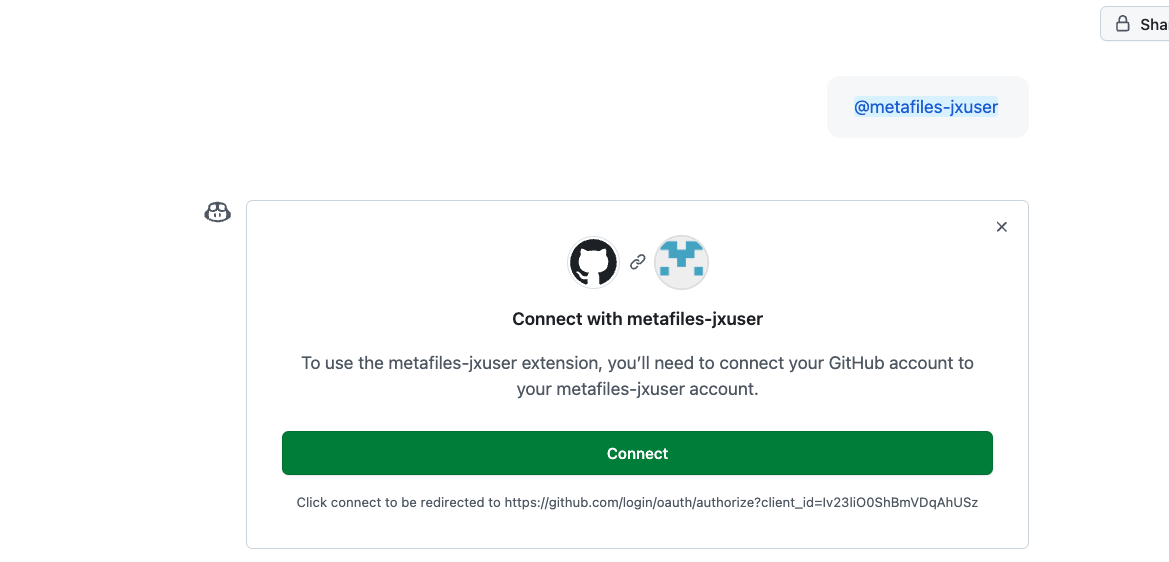 Sha
@metafiles-jxuser
Connect with metafiles-jxuser
To use the metafiles-jxuser extension, you’ll need to connect your GitHub account to
your metafiles-jxuser account.
Connect
Click connect to be redirected to https://github.com/login/oauth/authorize?client_id=Iv23liO0ShBmVDqAhUSz